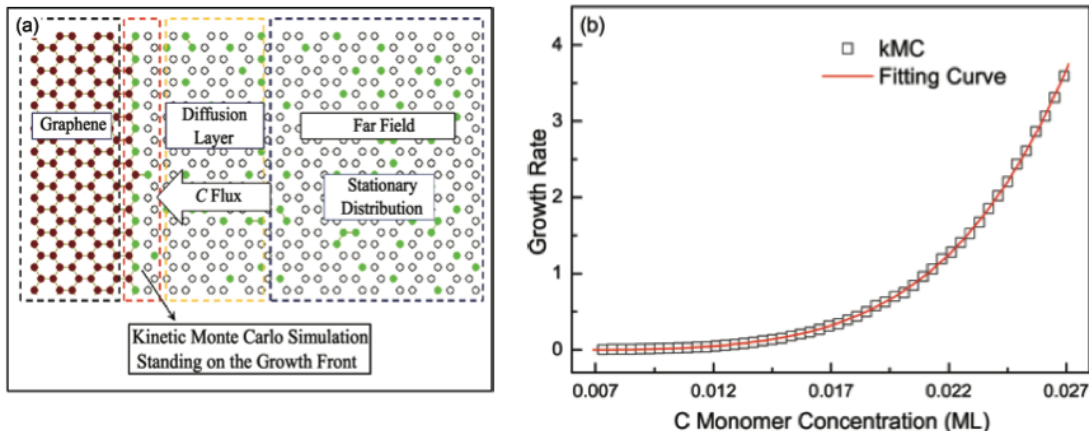 (a)
Graphene
Diffusion
Layer
Far Field
C Flux
Stationary
Distribution
Kinetic Monte Carlo Simulation
Standing on the Growth Front
(b)
kMC
Fitting Curve
Growth Rate
4
3
2
1
0
0.007 0.012 0.017 0.022 0.027
C Monomer Concentration (ML)